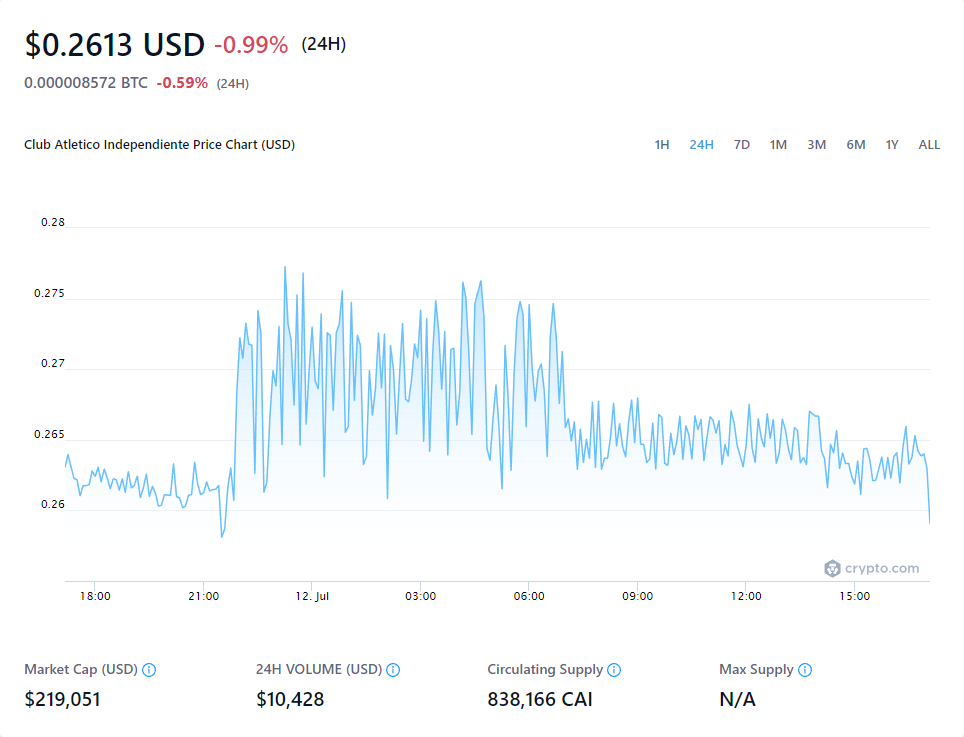 $0.2613 USD -0.99% (24H)
0.000008572 BTC -0.59% (24H)
Club Atletico Independiente Price Chart (USD) 1H 24H 7D 1M 3M 6M 1Y ALL
0.28
0.275
0.27
0.265
0.26
crypto.com
18:00 21:00 12. Jul 03:00 06:00 09:00 12:00 15:00
Market Cap (USD) 24H VOLUME (USD) Circulating Supply Max Supply
$219,051 $10,428 838,166 CAI N/A